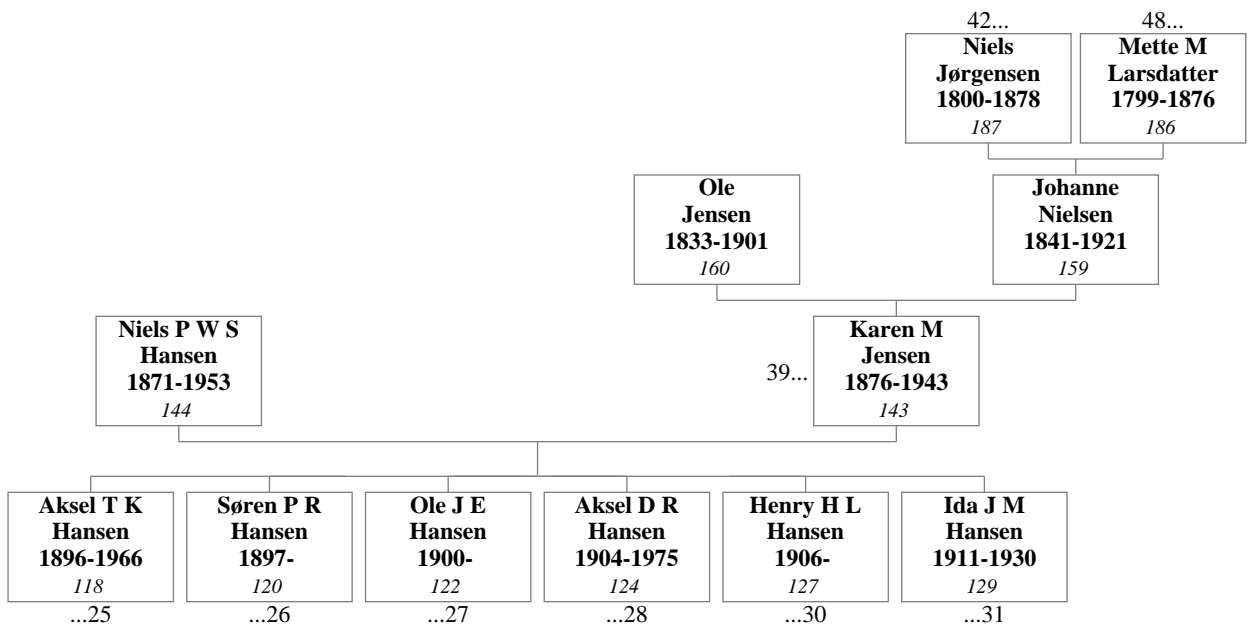 42...
Niels
Jørgensen
1800-1878
187
48...
Mette M
Larsdatter
1799-1876
186
Ole
Jensen
1833-1901
160
Johanne
Nielsen
1841-1921
159
Niels P W S
Hansen
1871-1953
144
39...
Karen M
Jensen
1876-1943
143
Aksel T K
Hansen
1896-1966
118
...25
Søren P R
Hansen
1897-
120
...26
Ole J E
Hansen
1900-
122
...27
Aksel D R
Hansen
1904-1975
124
...28
Henry H L
Hansen
1906-
127
...30
Ida J M
Hansen
1911-1930
129
...31